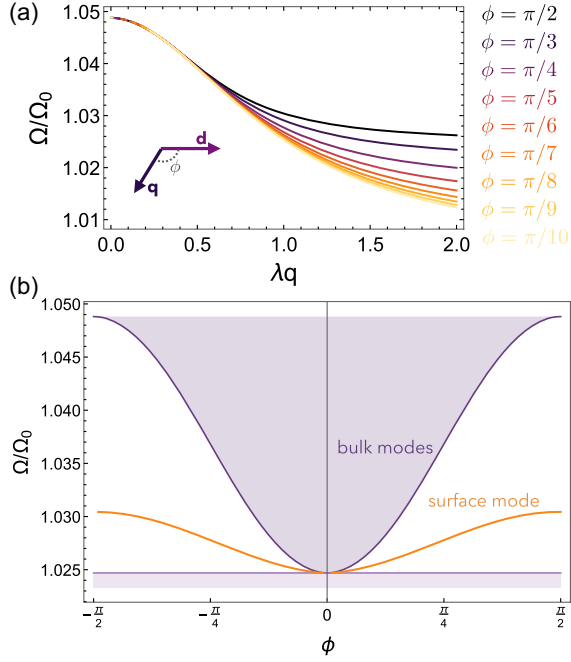 (a)
1.05
1.04
1.03
1.02
1.01
Ω/Ω₀
d
q
ϕ
0.0 0.5 1.0 1.5 2.0
λq
ϕ = π/2
ϕ = π/3
ϕ = π/4
ϕ = π/5
ϕ = π/6
ϕ = π/7
ϕ = π/8
ϕ = π/9
ϕ = π/10
(b)
1.050
1.045
1.040
1.035
1.030
1.025
Ω/Ω₀
bulk modes
surface mode
-π/2 -π/4 0 π/4 π/2
ϕ